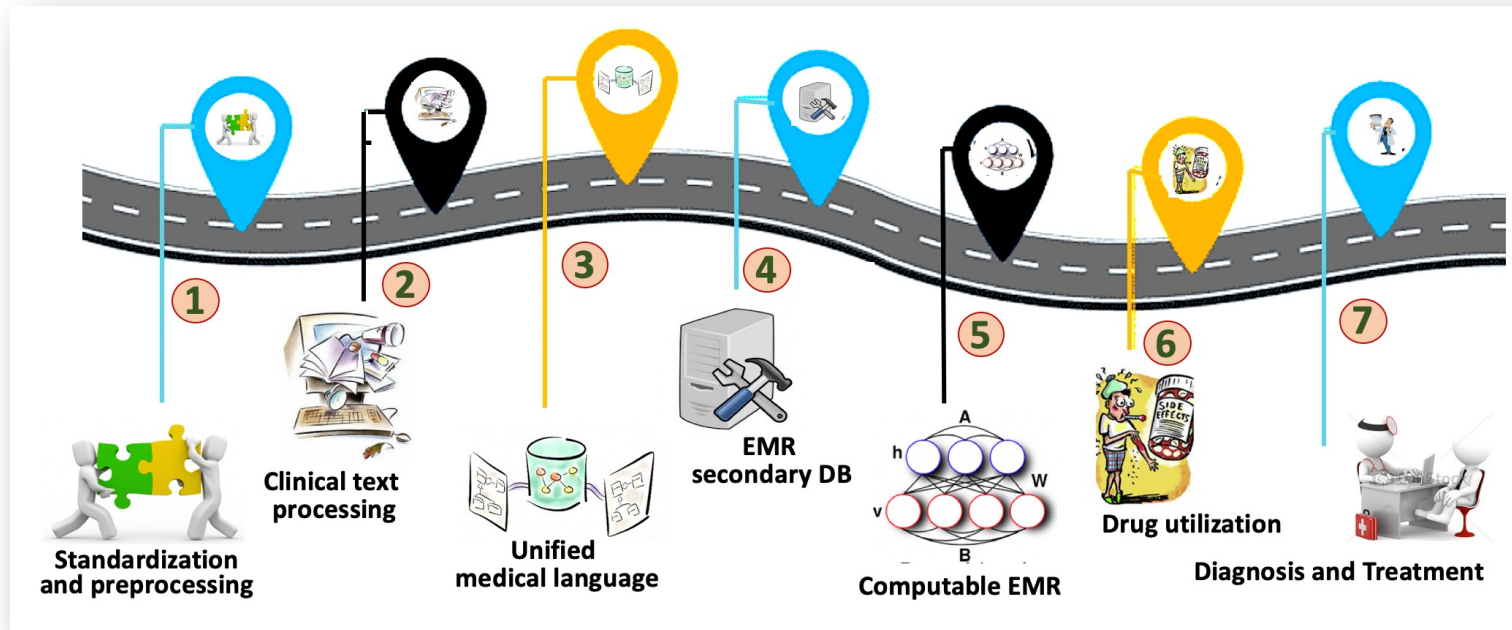 1
Standardization
and preprocessing
2
Clinical text
processing
3
Unified
medical language
4
EMR
secondary DB
5
A
h
W
v
B
Computable EMR
6
SIDE
EFFECTS
Drug utilization
7
Diagnosis and Treatment